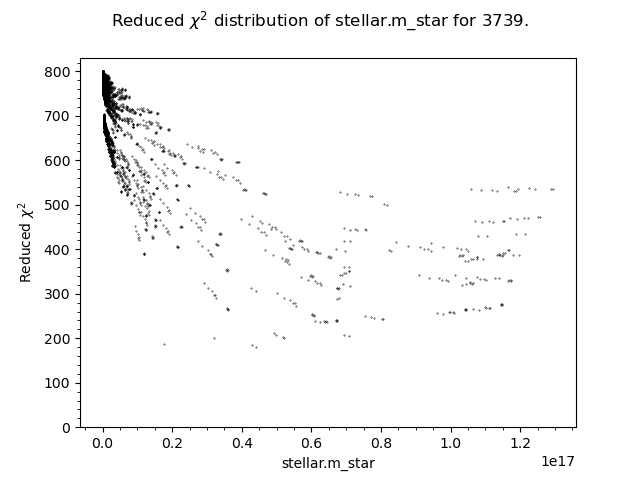 Reduced χ² distribution of stellar.m_star for 3739.
800
700
600
500
400
300
200
100
0
Reduced χ²
0.0 0.2 0.4 0.6 0.8 1.0 1.2
1e17
stellar.m_star